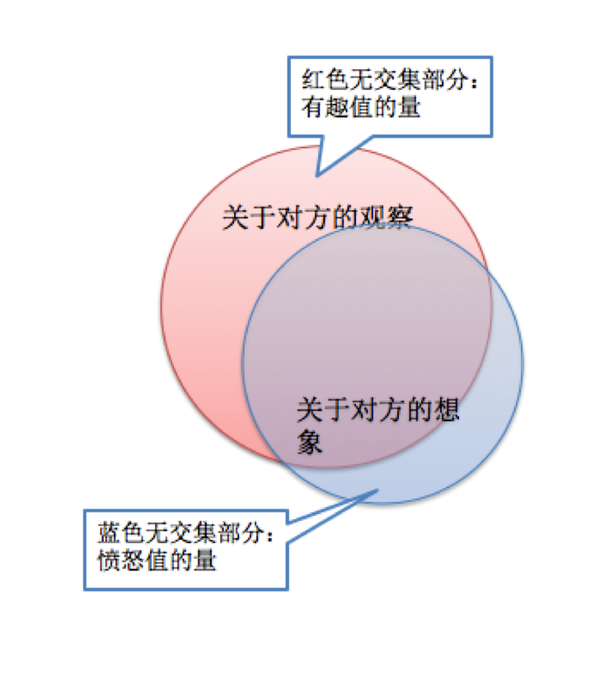 红色无交集部分：
有趣值的量
关于对方的观察
关于对方的想
象
蓝色无交集部分：
愤怒值的量